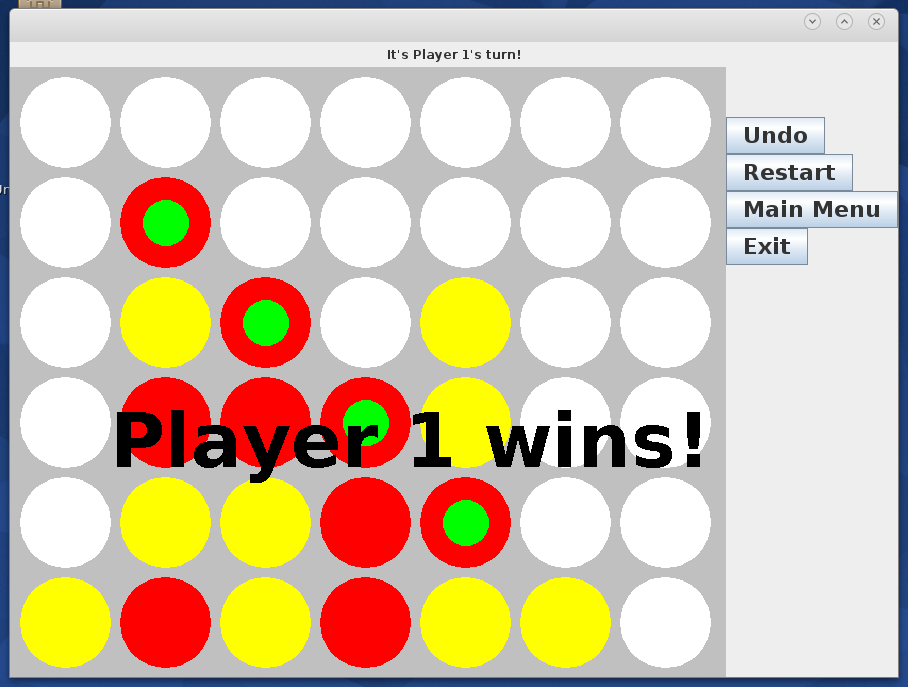 It's Player 1's turn!
Undo
Restart
Main Menu
Exit
Player 1 wins!